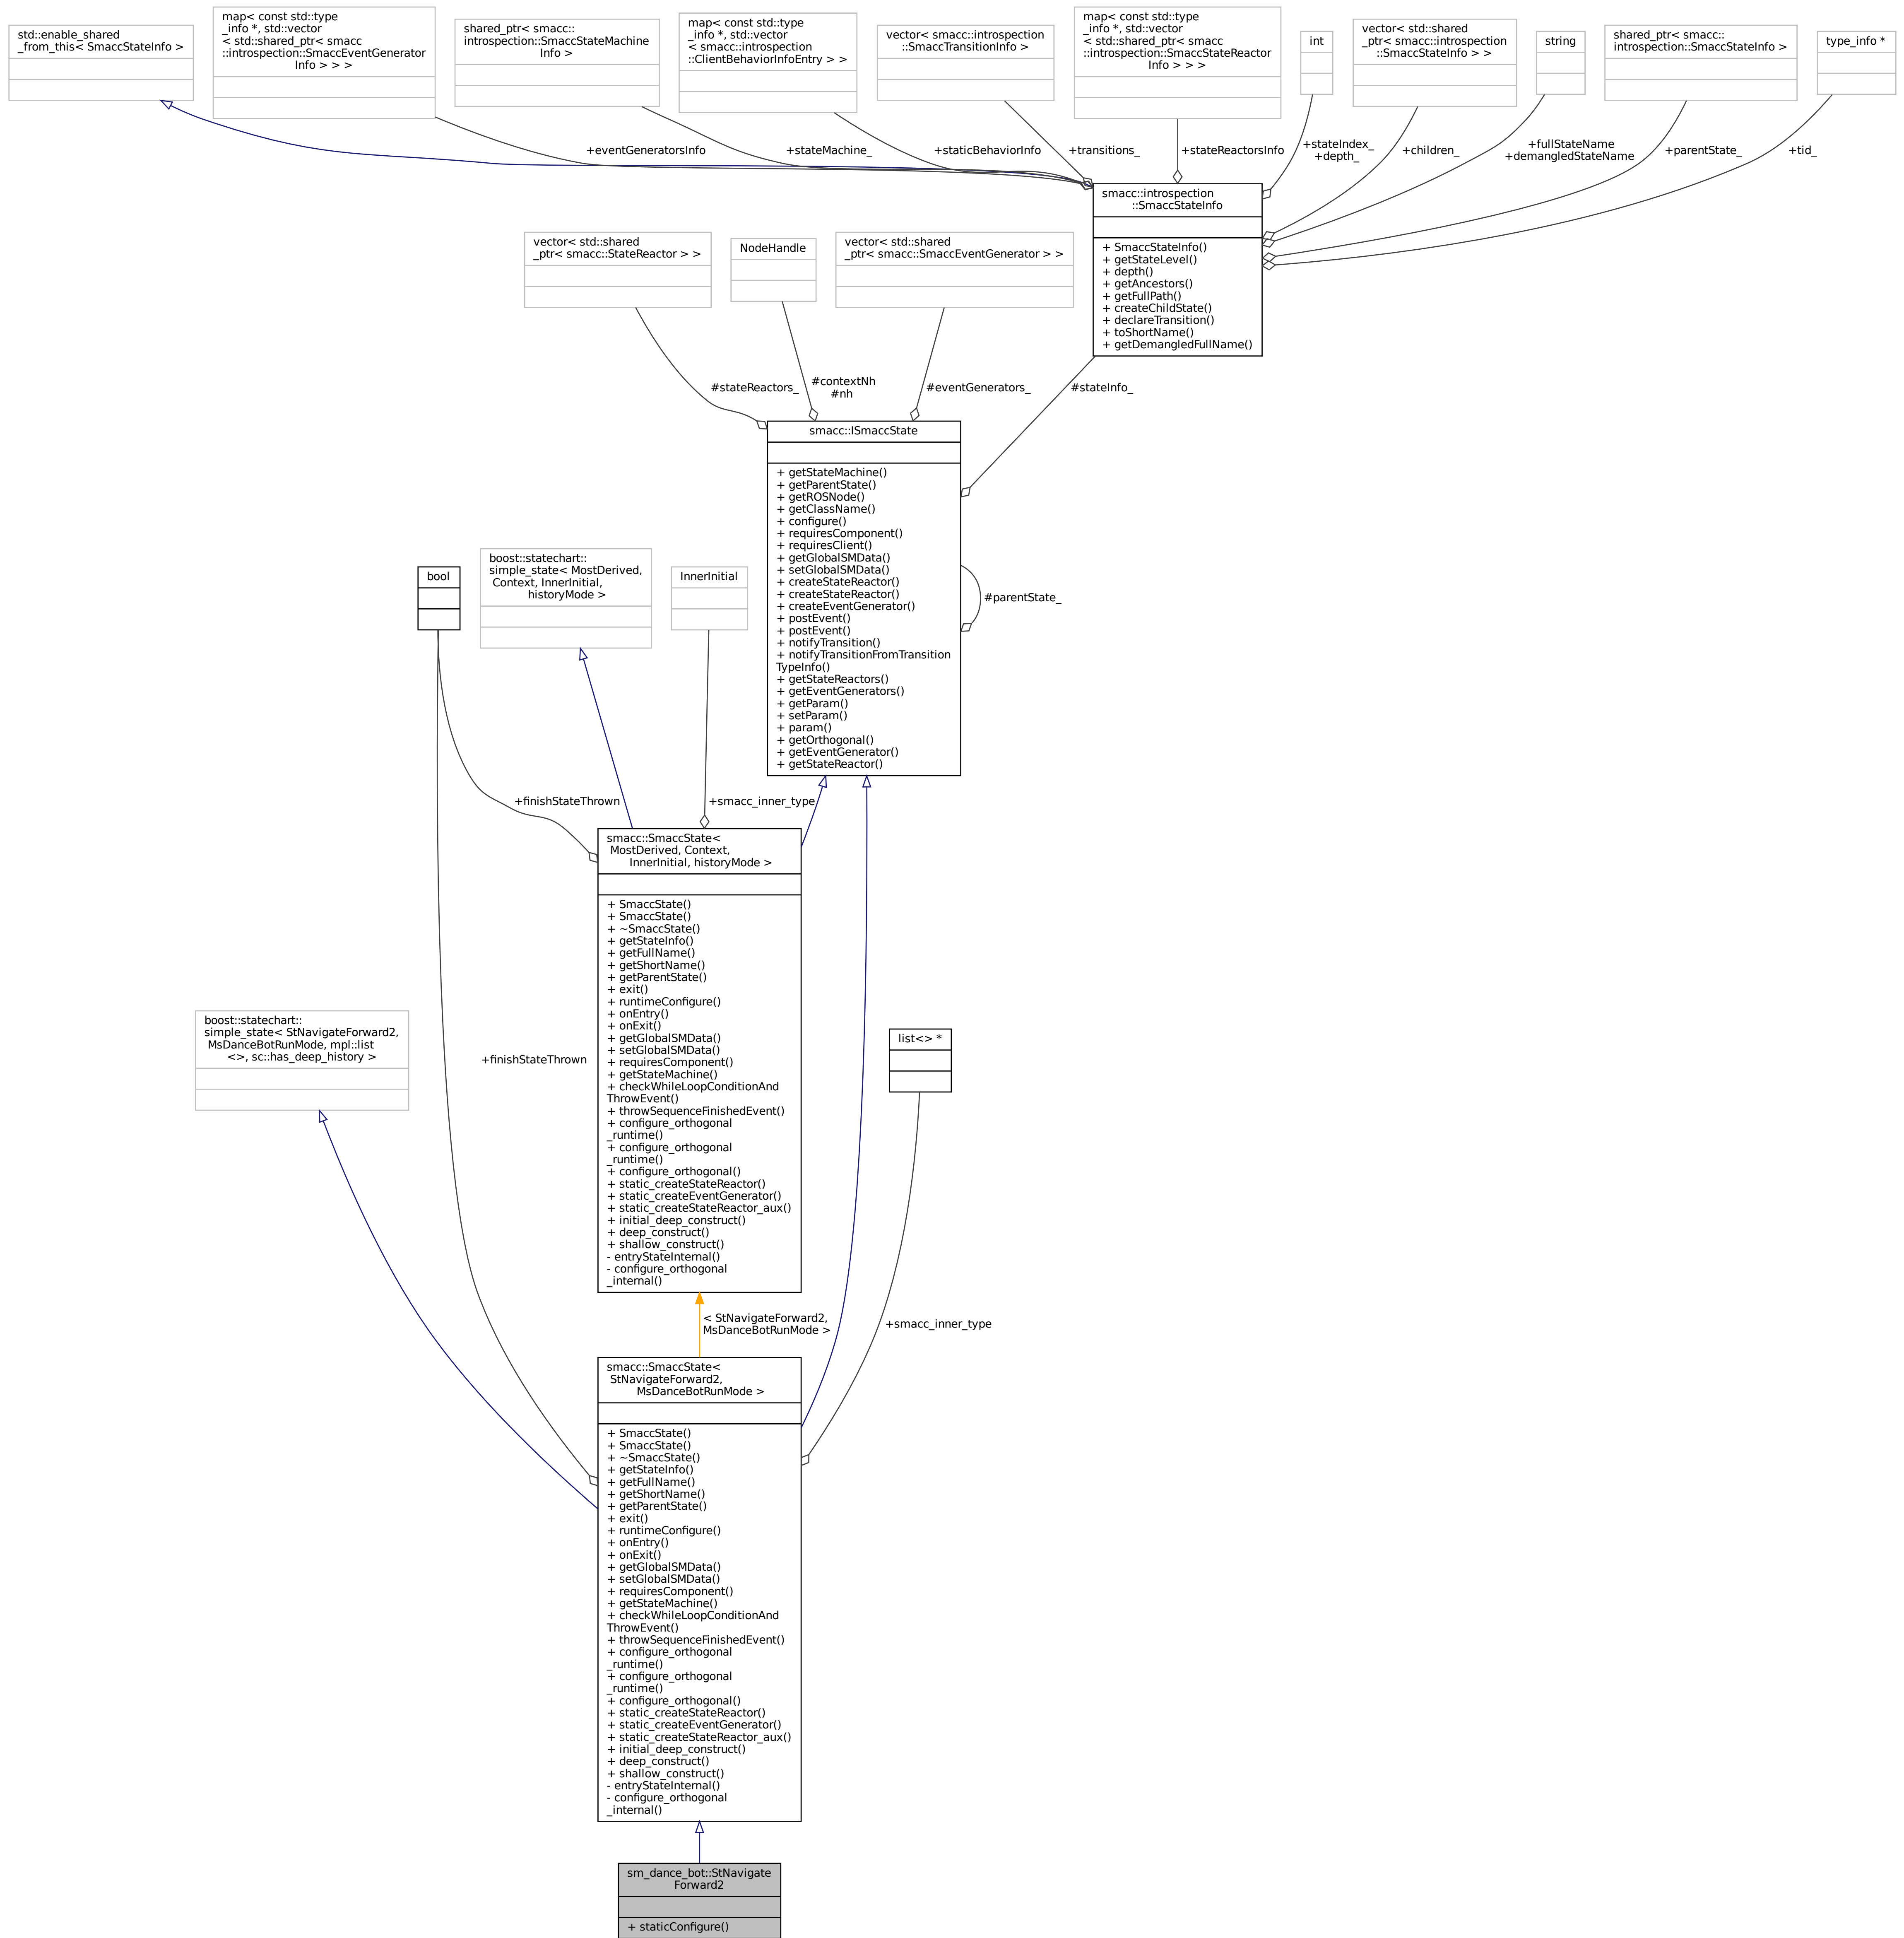 std::enable_shared
_from_this< SmaccStateInfo >
map< const std::type
_info *, std::vector
< std::shared_ptr< smacc
::introspection::SmaccEventGenerator
Info > > >
shared_ptr< smacc::
introspection::SmaccStateMachine
Info >
map< const std::type
_info *, std::vector
< smacc::introspection
::ClientBehaviorInfoEntry > >
vector< smacc::introspection
::SmaccTransitionInfo >
map< const std::type
_info *, std::vector
< std::shared_ptr< smacc
::introspection::SmaccStateReactor
Info > > >
int
vector< std::shared
_ptr< smacc::introspection
::SmaccStateInfo > >
string
shared_ptr< smacc::
introspection::SmaccStateInfo >
type_info *
+eventGeneratorsInfo
+stateMachine_
+staticBehaviorInfo
+transitions_
+stateReactorsInfo
+stateIndex_
+depth_
+children_
+fullStateName
+demangledStateName
+parentState_
+tid_
smacc::introspection
::SmaccStateInfo
+ SmaccStateInfo()
+ getStateLevel()
+ depth()
+ getAncestors()
+ getFullPath()
+ createChildState()
+ declareTransition()
+ toShortName()
+ getDemangledFullName()
vector< std::shared
_ptr< smacc::StateReactor > >
NodeHandle
vector< std::shared
_ptr< smacc::SmaccEventGenerator > >
#stateReactors_
#contextNh
#nh
#eventGenerators_
#stateInfo_
smacc::ISmaccState
+ getStateMachine()
+ getParentState()
+ getROSNode()
+ getClassName()
+ configure()
+ requiresComponent()
+ requiresClient()
+ getGlobalSMData()
+ setGlobalSMData()
+ createStateReactor()
+ createStateReactor()
+ createEventGenerator()
+ postEvent()
+ postEvent()
+ notifyTransition()
+ notifyTransitionFromTransition
TypeInfo()
+ getStateReactors()
+ getEventGenerators()
+ getParam()
+ setParam()
+ param()
+ getOrthogonal()
+ getEventGenerator()
+ getStateReactor()
#parentState_
bool
boost::statechart::
simple_state< MostDerived,
Context, InnerInitial,
historyMode >
InnerInitial
+finishStateThrown
+smacc_inner_type
smacc::SmaccState<
MostDerived, Context,
InnerInitial, historyMode >
+ SmaccState()
+ SmaccState()
+ ~SmaccState()
+ getStateInfo()
+ getFullName()
+ getShortName()
+ getParentState()
+ exit()
+ runtimeConfigure()
+ onEntry()
+ onExit()
+ getGlobalSMData()
+ setGlobalSMData()
+ requiresComponent()
+ getStateMachine()
+ checkWhileLoopConditionAnd
ThrowEvent()
+ throwSequenceFinishedEvent()
+ configure_orthogonal
_runtime()
+ configure_orthogonal
_runtime()
+ configure_orthogonal()
+ static_createStateReactor()
+ static_createEventGenerator()
+ static_createStateReactor_aux()
+ initial_deep_construct()
+ deep_construct()
+ shallow_construct()
- entryStateInternal()
- configure_orthogonal
_internal()
boost::statechart::
simple_state< StNavigateForward2,
MsDanceBotRunMode, mpl::list
<>, sc::has_deep_history >
+finishStateThrown
list<> *
< StNavigateForward2,
MsDanceBotRunMode >
+smacc_inner_type
smacc::SmaccState<
StNavigateForward2,
MsDanceBotRunMode >
+ SmaccState()
+ SmaccState()
+ ~SmaccState()
+ getStateInfo()
+ getFullName()
+ getShortName()
+ getParentState()
+ exit()
+ runtimeConfigure()
+ onEntry()
+ onExit()
+ getGlobalSMData()
+ setGlobalSMData()
+ requiresComponent()
+ getStateMachine()
+ checkWhileLoopConditionAnd
ThrowEvent()
+ throwSequenceFinishedEvent()
+ configure_orthogonal
_runtime()
+ configure_orthogonal
_runtime()
+ configure_orthogonal()
+ static_createStateReactor()
+ static_createEventGenerator()
+ static_createStateReactor_aux()
+ initial_deep_construct()
+ deep_construct()
+ shallow_construct()
- entryStateInternal()
- configure_orthogonal
_internal()
sm_dance_bot::StNavigate
Forward2
+ staticConfigure()